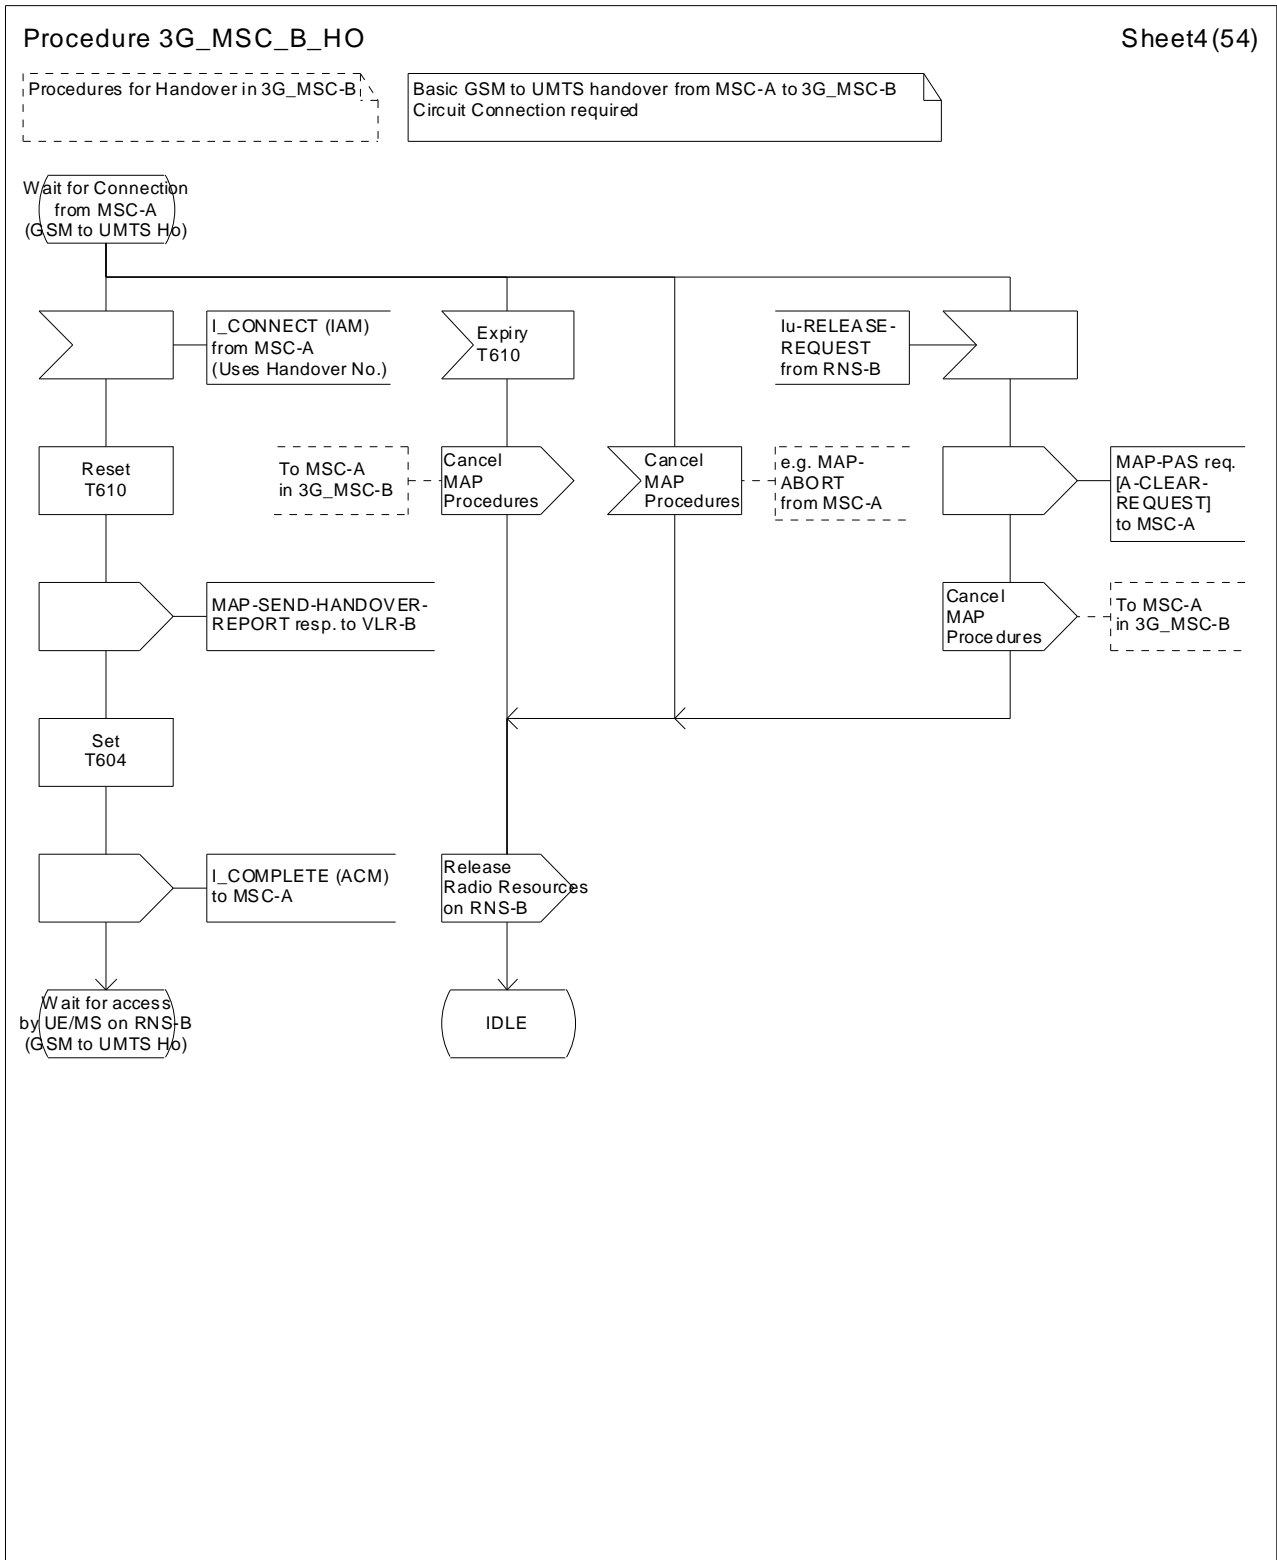 Procedure 3G_MSC_B_HO
Sheet4(54)
Procedures for Handover in 3G_MSC-B
Basic GSM to UMTS handover from MSC-A to 3G_MSC-B
Circuit Connection required
Wait for Connection
from MSC-A
(GSM to UMTS Ho)
I_CONNECT (IAM)
from MSC-A
(Uses Handover No.)
Expiry
T610
Iu-RELEASE-
REQUEST
from RNS-B
Reset
T610
To MSC-A
in 3G_MSC-B
Cancel
MAP
Procedures
Cancel
MAP
Procedures
e.g. MAP-
ABORT
from MSC-A
MAP-PAS req.
[A-CLEAR-
REQUEST]
to MSC-A
MAP-SEND-HANDOVER-
REPORT resp. to VLR-B
Cancel
MAP
Procedures
To MSC-A
in 3G_MSC-B
Set
T604
I_COMPLETE (ACM)
to MSC-A
Release
Radio Resources
on RNS-B
Wait for access
by UE/MS on RNS-B
(GSM to UMTS Ho)
IDLE